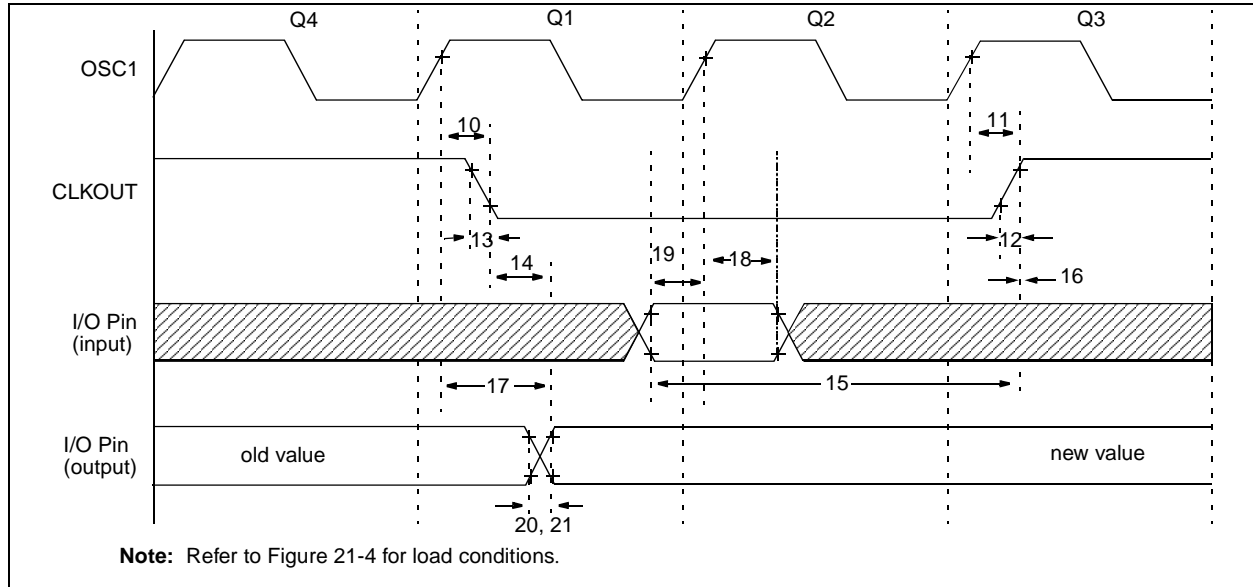 Q4 Q1 Q2 Q3
OSC1
10 11
CLKOUT
13 12
14 19 18 16
I/O Pin
(input)
17 15
I/O Pin
(output)
old value new value
20, 21
Note: Refer to Figure 21-4 for load conditions.